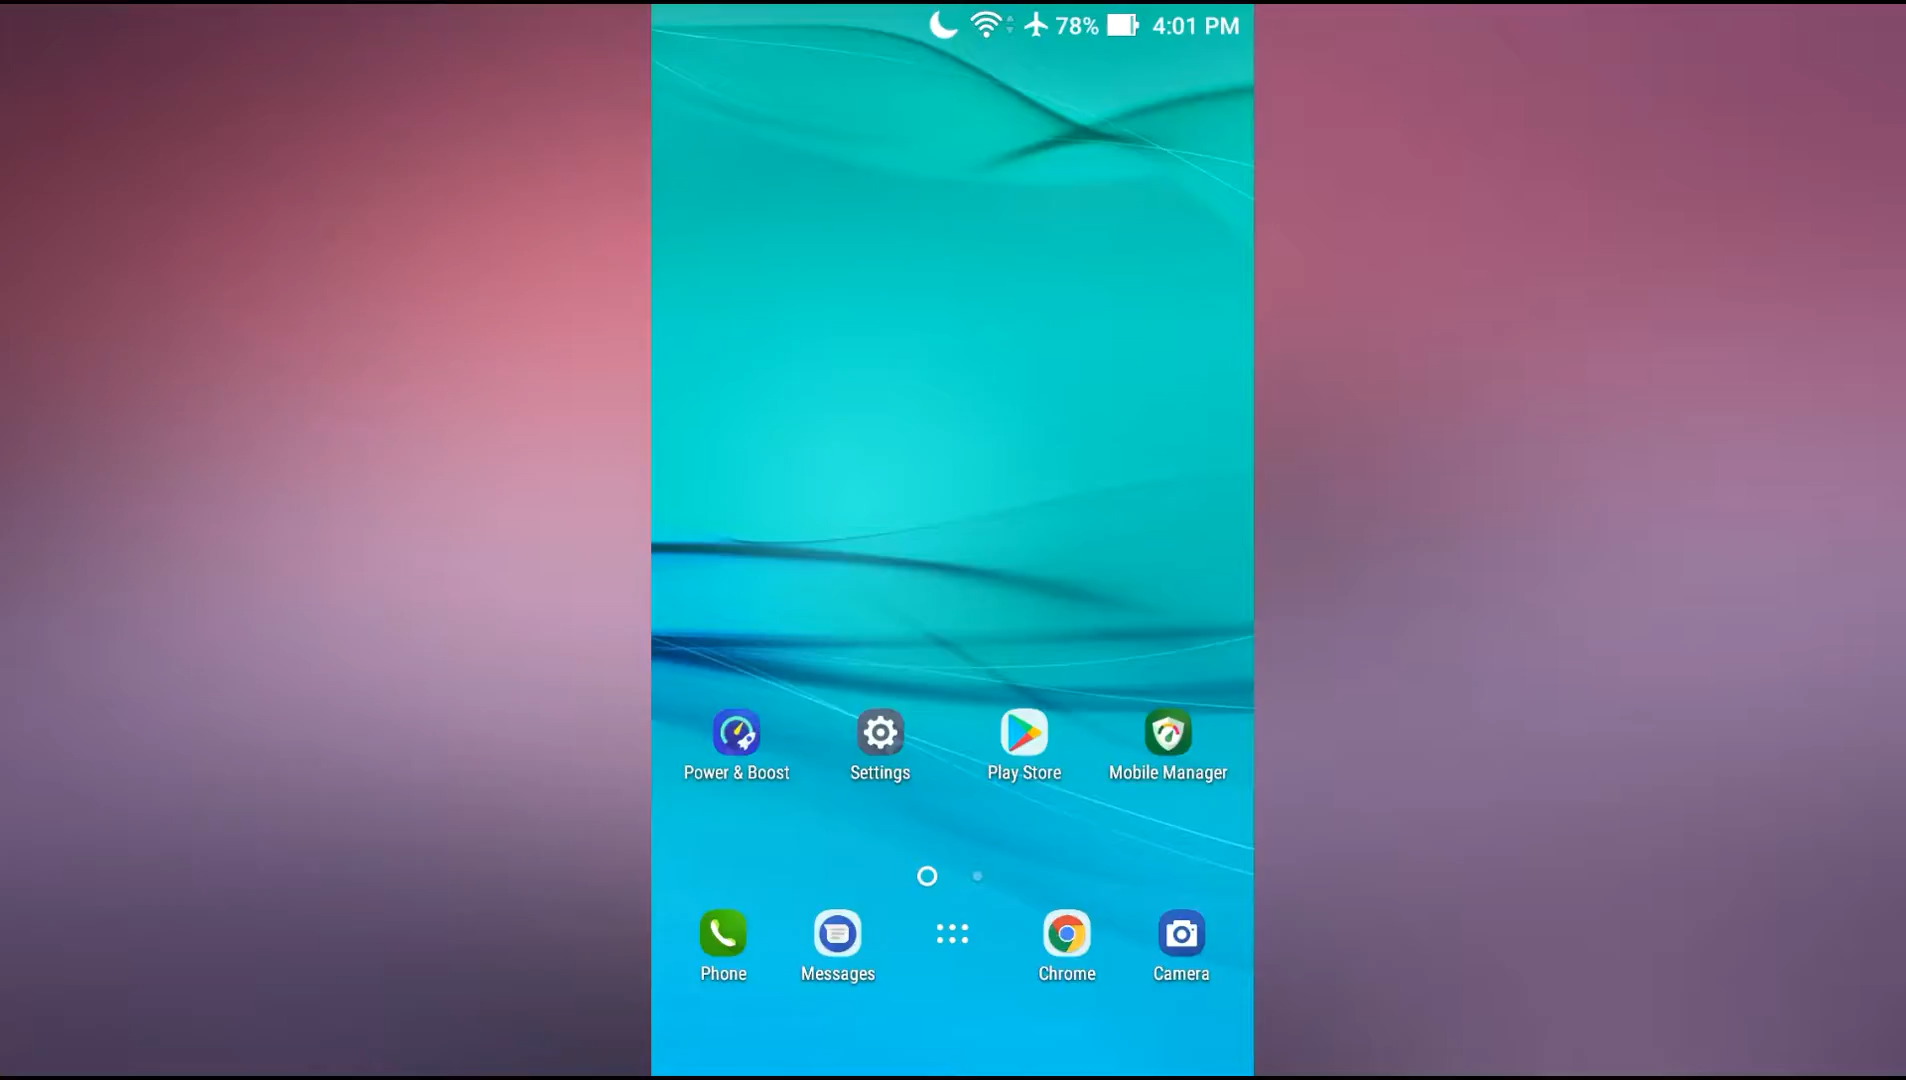 78% 4:01 PM
Power & Boost Settings Play Store Mobile Manager
Phone Messages Chrome Camera